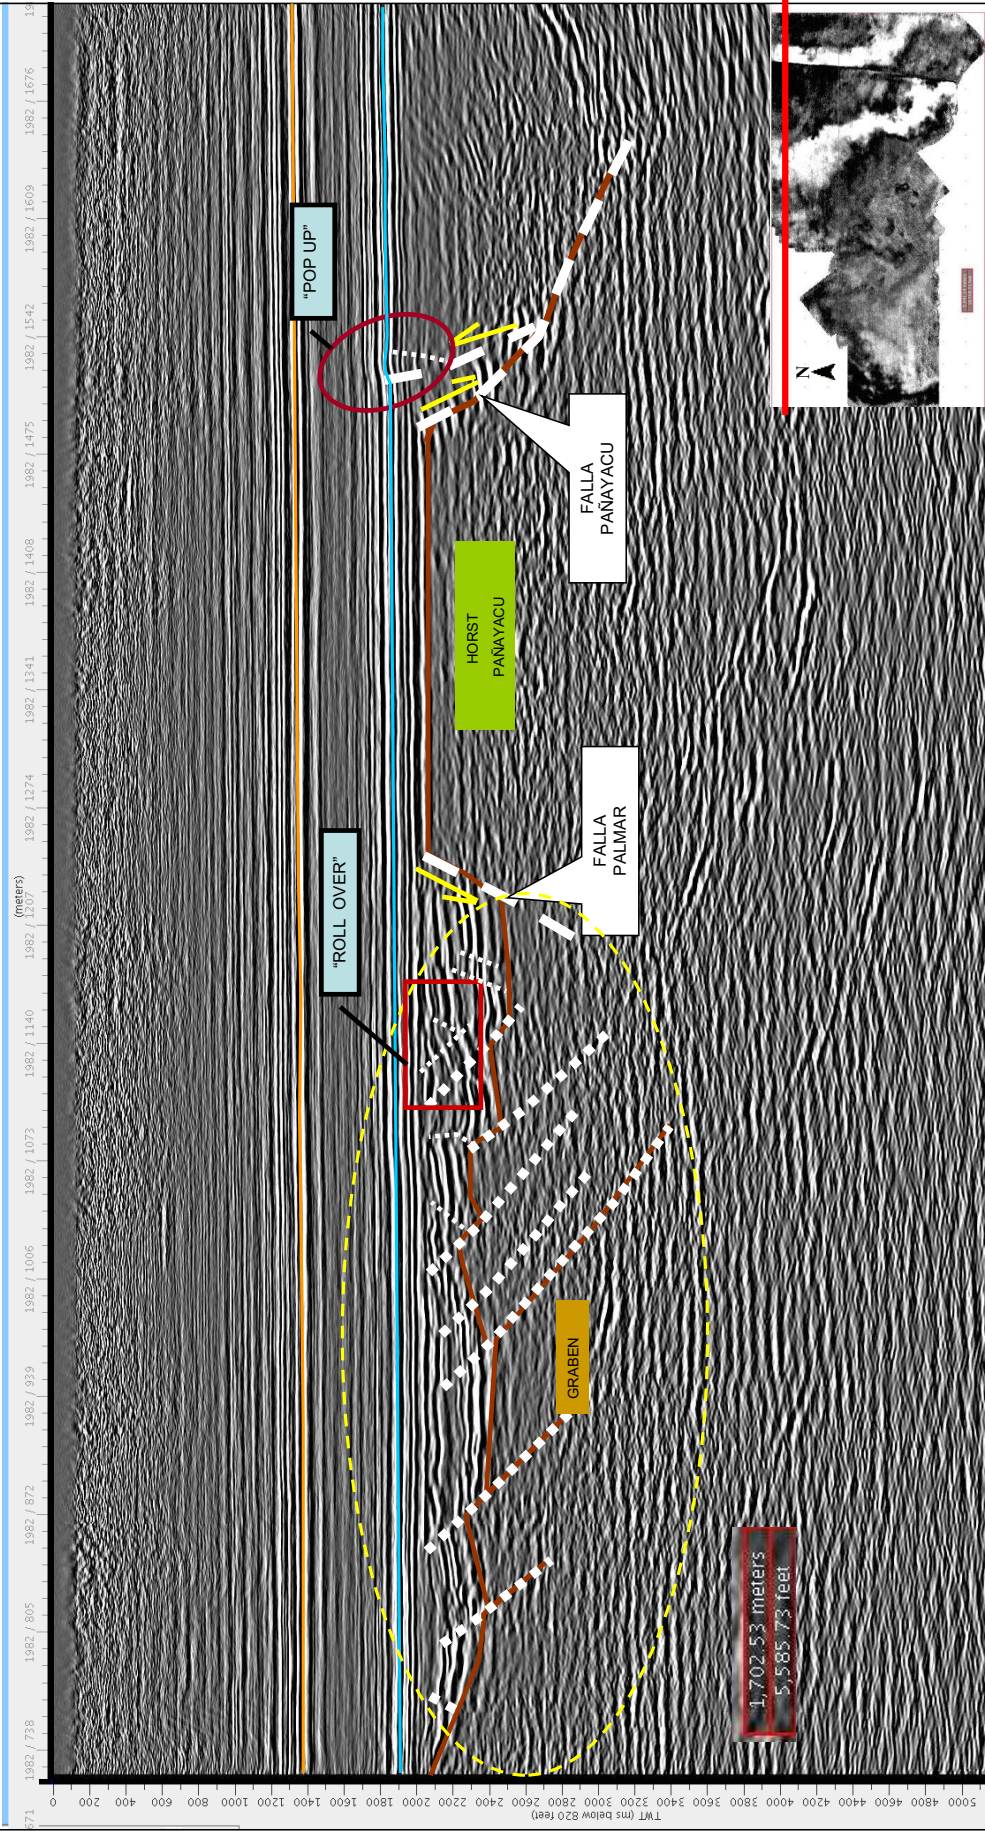 (meters)
671
1982 / 738
1982 / 805
1982 / 872
1982 / 939
1982 / 1006
1982 / 1073
1982 / 1140
1982 / 1207
1982 / 1274
1982 / 1341
1982 / 1408
1982 / 1475
1982 / 1542
1982 / 1609
1982 / 1676
TWT (ms below 820 feet)
0
200
400
600
800
1000
1200
1400
1600
1800
2000
2200
2400
2600
2800
3000
3200
3400
3600
3800
4000
4200
4400
4600
4800
5000
"ROLL OVER"
"POP UP"
HORST
PAÑAYACU
FALLA
PALMAR
FALLA
PAÑAYACU
GRABEN
1,702.53 meters
5,585.73 feet
N